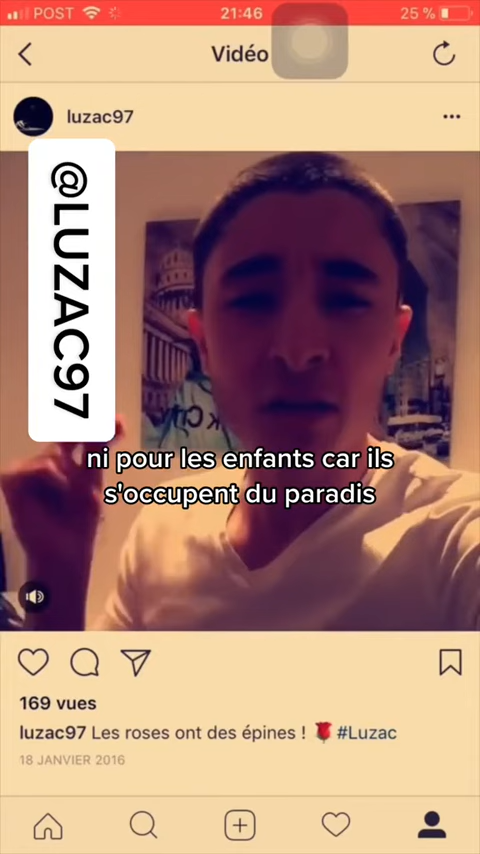 POST
21:46
25 %
Vidéo
luzac97
@LUZAC97
ni pour les enfants car ils
s'occupent du paradis
169 vues
luzac97 Les roses ont des épines ! 🌹 #Luzac
18 JANVIER 2016